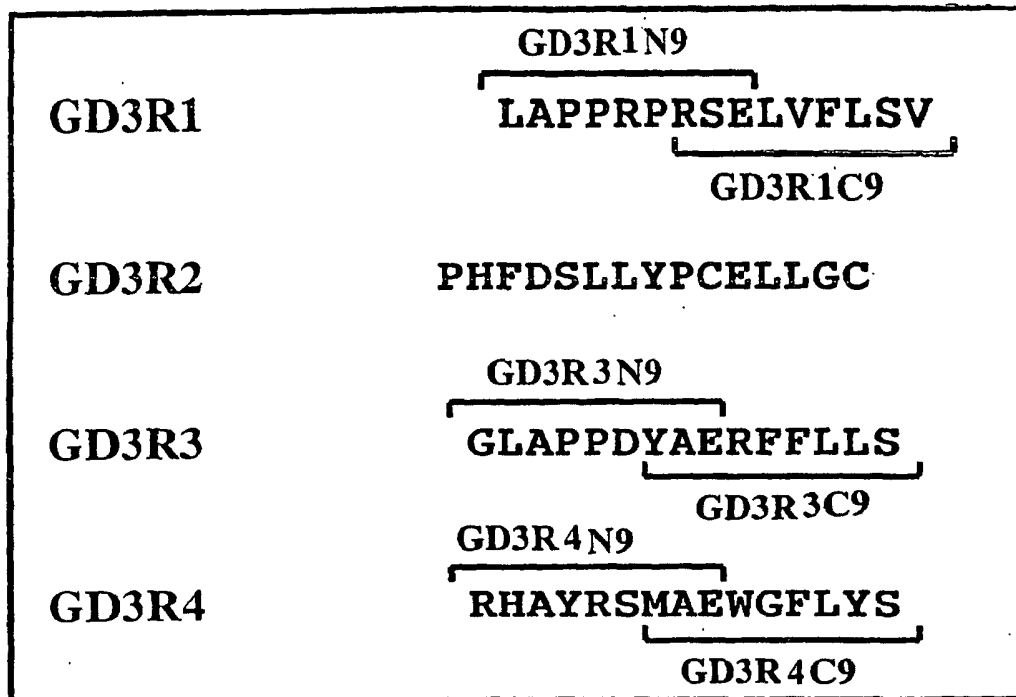 GD3R1N9
GD3R1 LAPPRPRSELVFLSV
GD3R1C9
GD3R2 PHFDSLLYPCELLGC
GD3R3N9
GD3R3 GLAPPDYAERFFLLS
GD3R3C9
GD3R4N9
GD3R4 RHAYRSMAEWGFLYS
GD3R4C9